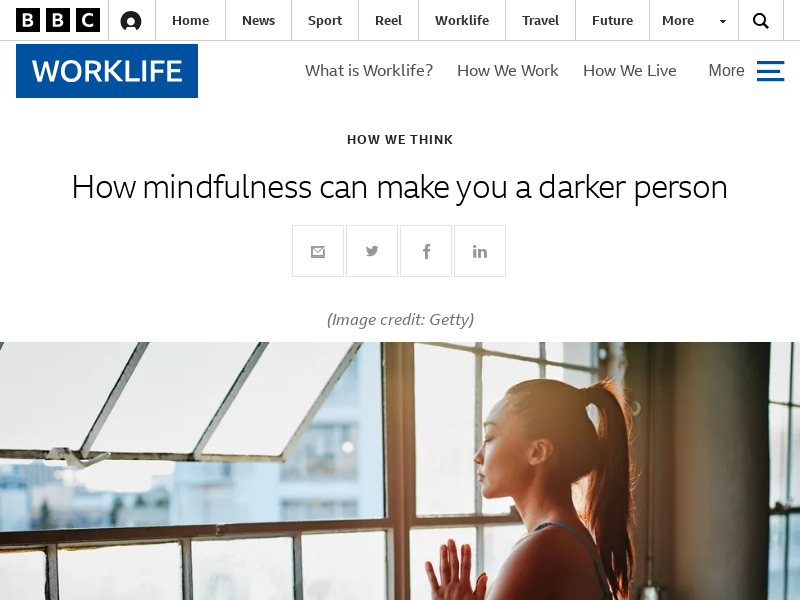 BBC Home News Sport Reel Worklife Travel Future More
WORKLIFE What is Worklife? How We Work How We Live More
HOW WE THINK
How mindfulness can make you a darker person
(Image credit: Getty)